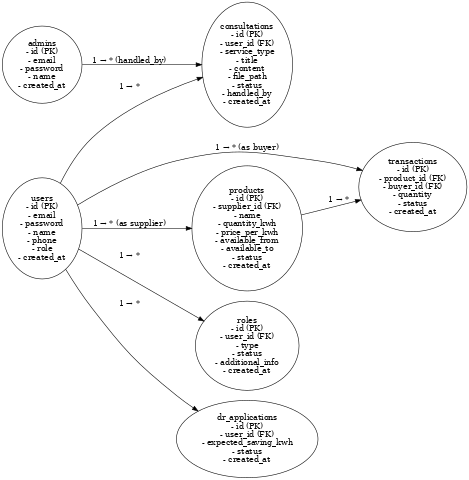 admins
- id (PK)
- email
- password
- name
- created_at
1 → * (handled_by)
consultations
- id (PK)
- user_id (FK)
- service_type
- title
- content
- file_path
- status
- handled_by
- created_at
1 → *
users
- id (PK)
- email
- password
- name
- phone
- role
- created_at
1 → * (as buyer)
transactions
- id (PK)
- product_id (FK)
- buyer_id (FK)
- quantity
- status
- created_at
1 → * (as supplier)
products
- id (PK)
- supplier_id (FK)
- name
- quantity_kwh
- price_per_kwh
- available_from
- available_to
- status
- created_at
1 → *
1 → *
roles
- id (PK)
- user_id (FK)
- type
- status
- additional_info
- created_at
1 → *
dr_applications
- id (PK)
- user_id (FK)
- expected_saving_kwh
- status
- created_at